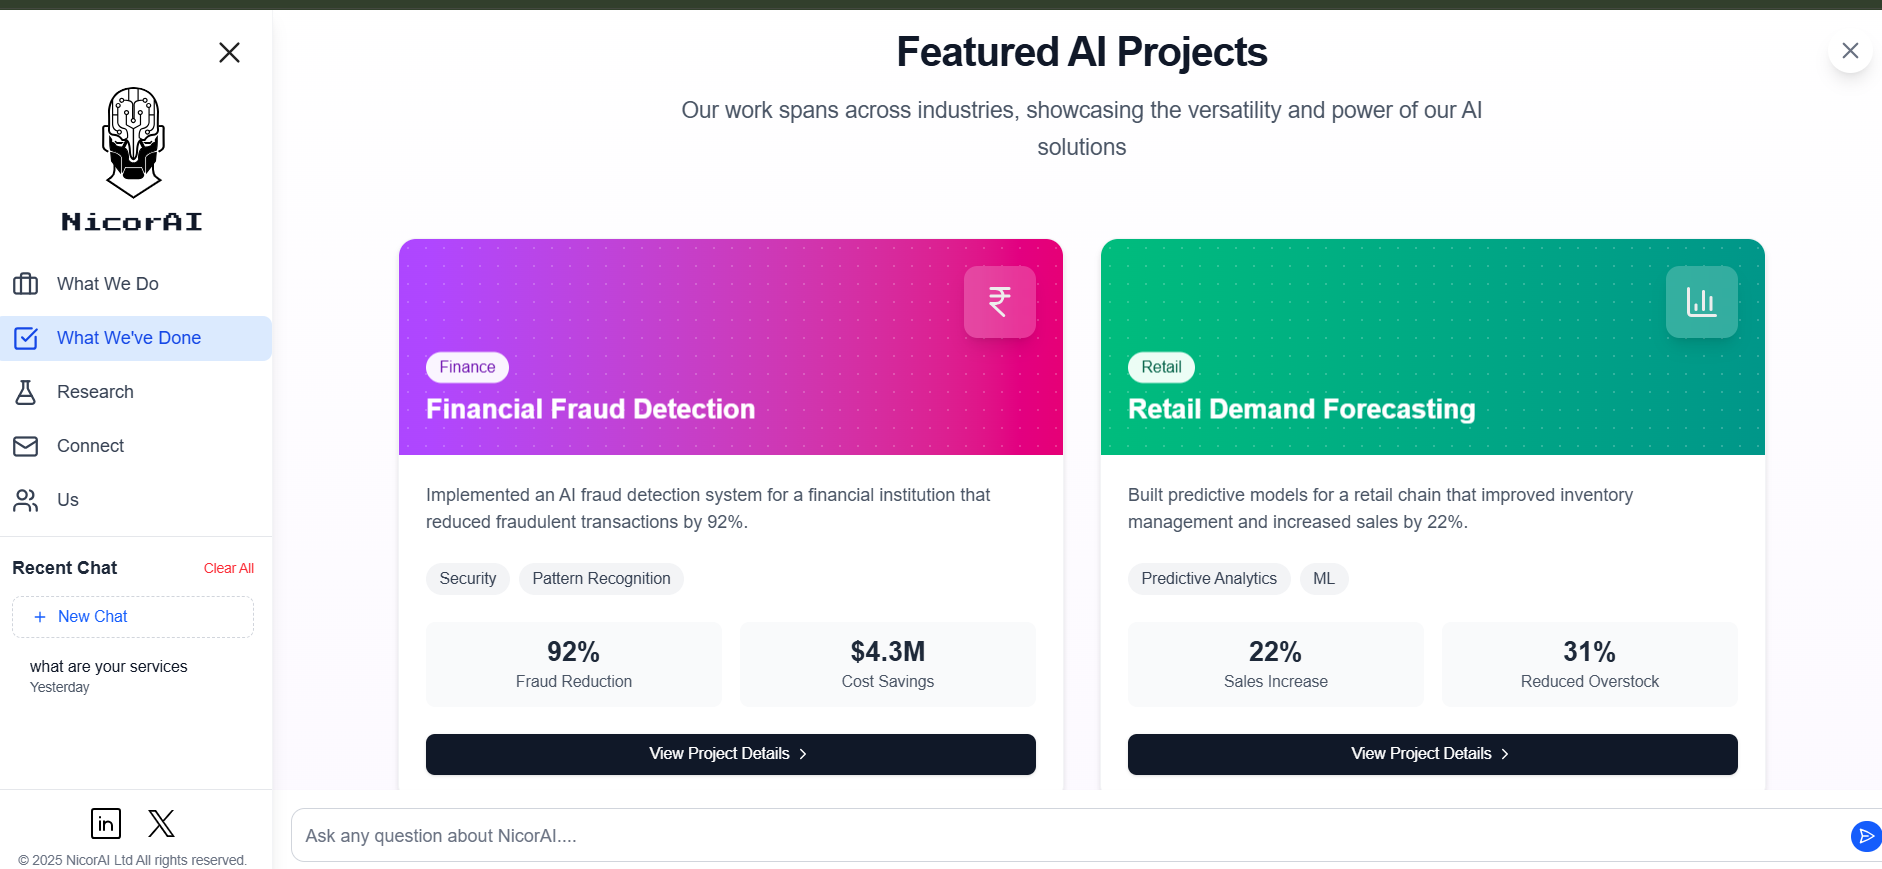 NicorAI
What We Do
What We've Done
Research
Connect
Us
Recent Chat
Clear All
+ New Chat
what are your services
Yesterday
in X
© 2025 NicorAI Ltd All rights reserved.
Featured AI Projects
Our work spans across industries, showcasing the versatility and power of our AI
solutions
₹
Finance
Financial Fraud Detection
Implemented an AI fraud detection system for a financial institution that
reduced fraudulent transactions by 92%.
Security
Pattern Recognition
92%
Fraud Reduction
$4.3M
Cost Savings
View Project Details
Retail
Retail Demand Forecasting
Built predictive models for a retail chain that improved inventory
management and increased sales by 22%.
Predictive Analytics
ML
22%
Sales Increase
31%
Reduced Overstock
View Project Details
Ask any question about NicorAI....